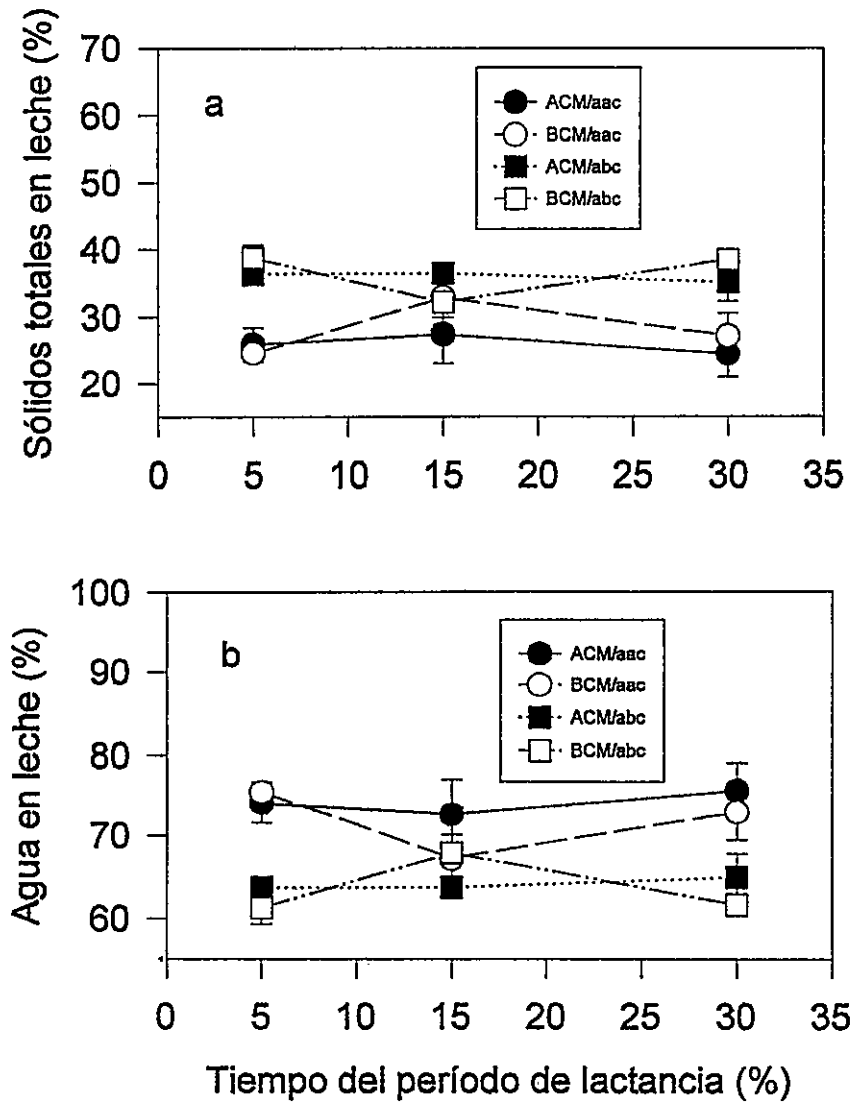 Sólidos totales en leche (%)
70
60
50
40
30
20
a
ACM/aac
BCM/aac
ACM/abc
BCM/abc
0 5 10 15 20 25 30 35
Agua en leche (%)
100
90
80
70
60
b
ACM/aac
BCM/aac
ACM/abc
BCM/abc
0 5 10 15 20 25 30 35
Tiempo del período de lactancia (%)